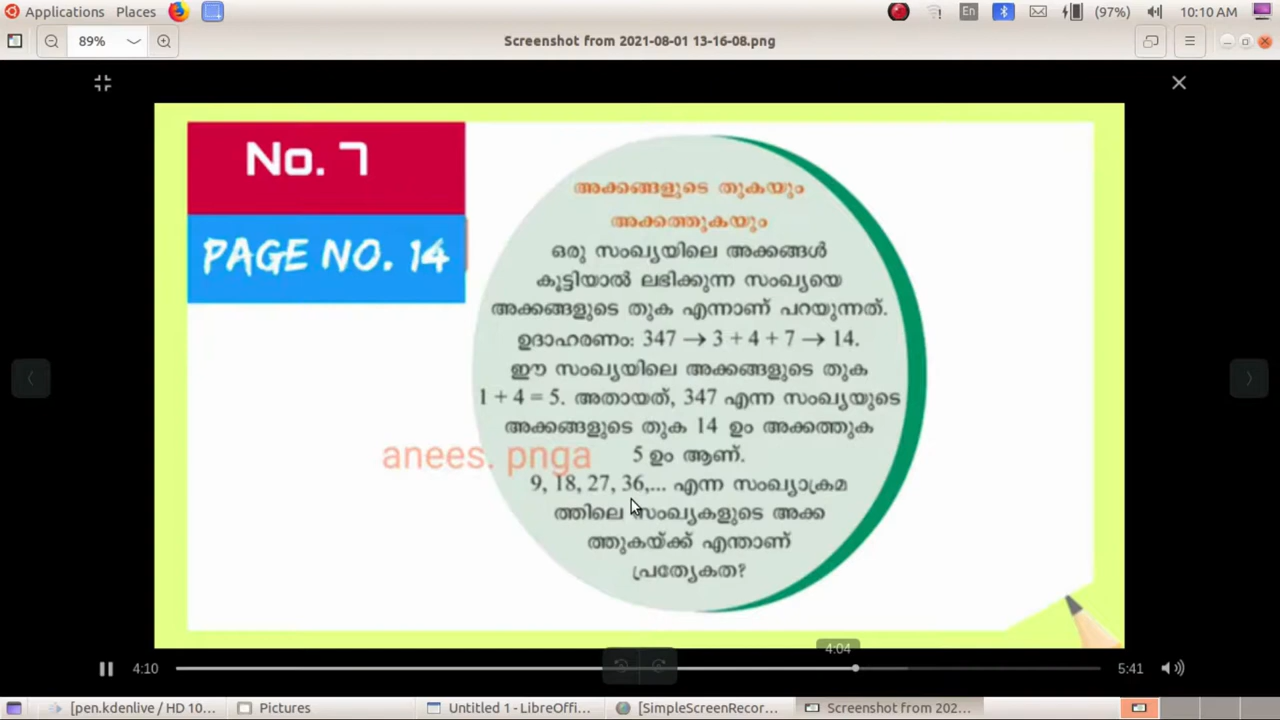 Applications Places En (97%) 10:10 AM
89% Screenshot from 2021-08-01 13-16-08.png
No. 7
PAGE NO. 14
അക്കങ്ങളുടെ തുകയും
അക്കത്തുകയും
ഒരു സംഖ്യയിലെ അക്കങ്ങൾ
കൂട്ടിയാൽ ലഭിക്കുന്ന സംഖ്യയെ
അക്കങ്ങളുടെ തുക എന്നാണ് പറയുന്നത്.
ഉദാഹരണം: 347 → 3 + 4 + 7 → 14.
ഈ സംഖ്യയിലെ അക്കങ്ങളുടെ തുക
1 + 4 = 5. അതായത്, 347 എന്ന സംഖ്യയുടെ
അക്കങ്ങളുടെ തുക 14 ഉം അക്കത്തുക
5 ഉം ആണ്.
anees. pnga
9, 18, 27, 36,... എന്ന സംഖ്യാക്രമ
ത്തിലെ സംഖ്യകളുടെ അക്ക
ത്തുകയ്ക്ക് എന്താണ്
പ്രത്യേകത?
4:04
4:10 5:41
[pen.kdenlive / HD 10... Pictures Untitled 1 - LibreOffi... [SimpleScreenRecor... Screenshot from 202...